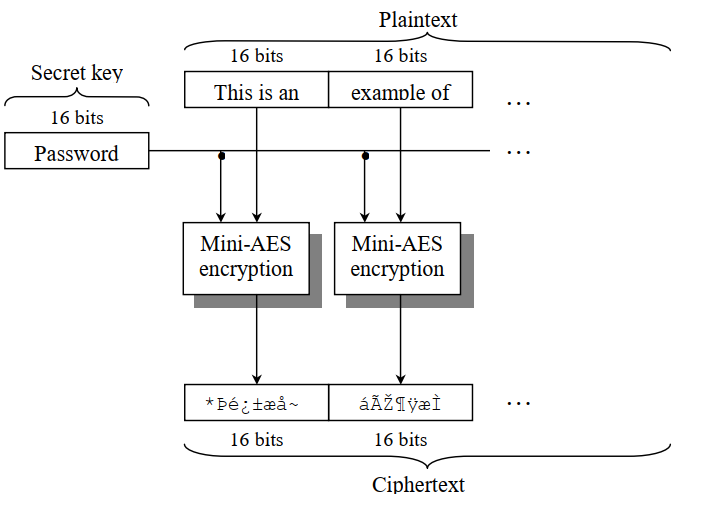 Plaintext
16 bits 16 bits
Secret key
This is an example of ...
16 bits
Password ...
Mini-AES encryption
Mini-AES encryption
*Þé¿±æå~ áÃŽ¶ÿæÌ ...
16 bits 16 bits
Ciphertext